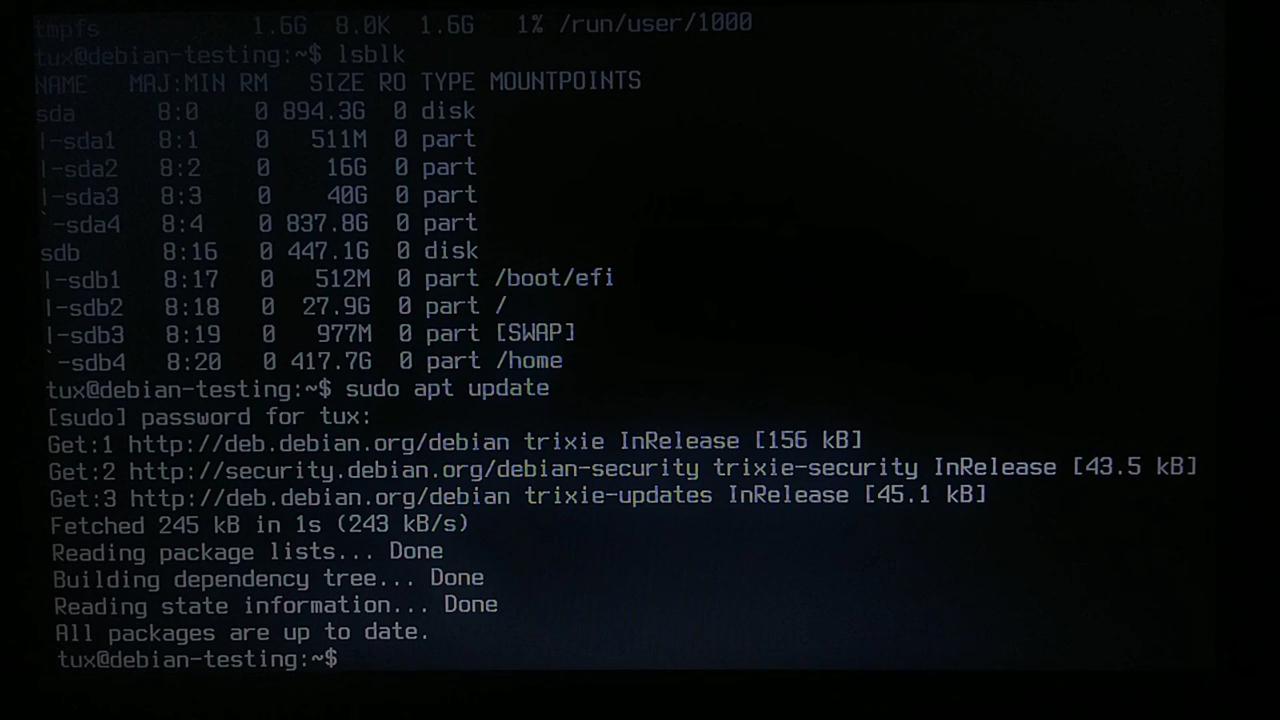 tmpfs 1.6G 8.0K 1.6G 1% /run/user/1000
tux@debian-testing:~$ lsblk
NAME MAJ:MIN RM SIZE RO TYPE MOUNTPOINTS
sda 8:0 0 894.3G 0 disk
|-sda1 8:1 0 511M 0 part
|-sda2 8:2 0 16G 0 part
|-sda3 8:3 0 40G 0 part
`-sda4 8:4 0 837.8G 0 part
sdb 8:16 0 447.1G 0 disk
|-sdb1 8:17 0 512M 0 part /boot/efi
|-sdb2 8:18 0 27.9G 0 part /
|-sdb3 8:19 0 977M 0 part [SWAP]
`-sdb4 8:20 0 417.7G 0 part /home
tux@debian-testing:~$ sudo apt update
[sudo] password for tux:
Get:1 http://deb.debian.org/debian trixie InRelease [156 kB]
Get:2 http://security.debian.org/debian-security trixie-security InRelease [43.5 kB]
Get:3 http://deb.debian.org/debian trixie-updates InRelease [45.1 kB]
Fetched 245 kB in 1s (243 kB/s)
Reading package lists... Done
Building dependency tree... Done
Reading state information... Done
All packages are up to date.
tux@debian-testing:~$